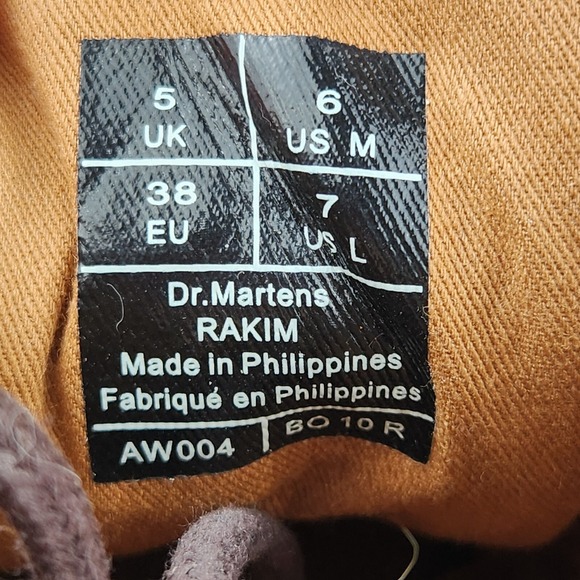 5 6
UK US M
38 7
EU US L
Dr.Martens
RAKIM
Made in Philippines
Fabriqué en Philippines
AW004 BO 10 R